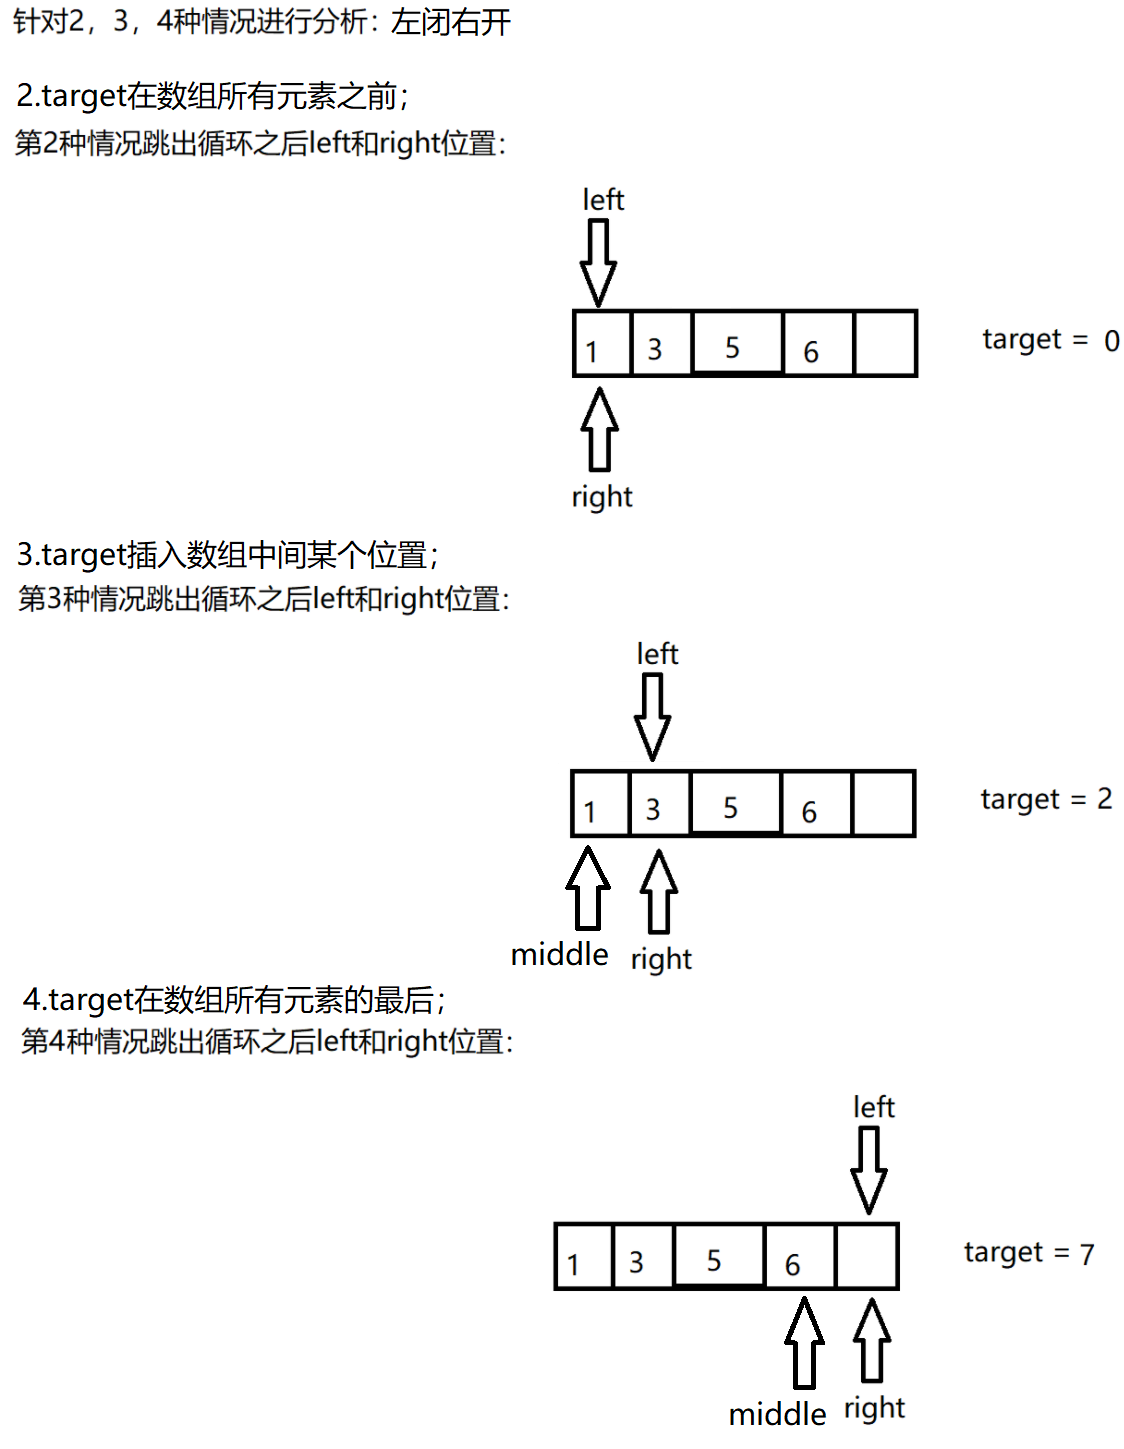 针对2，3，4种情况进行分析：左闭右开
2.target在数组所有元素之前；
第2种情况跳出循环之后left和right位置：
left
1 3 5 6
target = 0
right
3.target插入数组中间某个位置；
第3种情况跳出循环之后left和right位置：
left
1 3 5 6
target = 2
middle right
4.target在数组所有元素的最后；
第4种情况跳出循环之后left和right位置：
left
1 3 5 6
target = 7
middle right